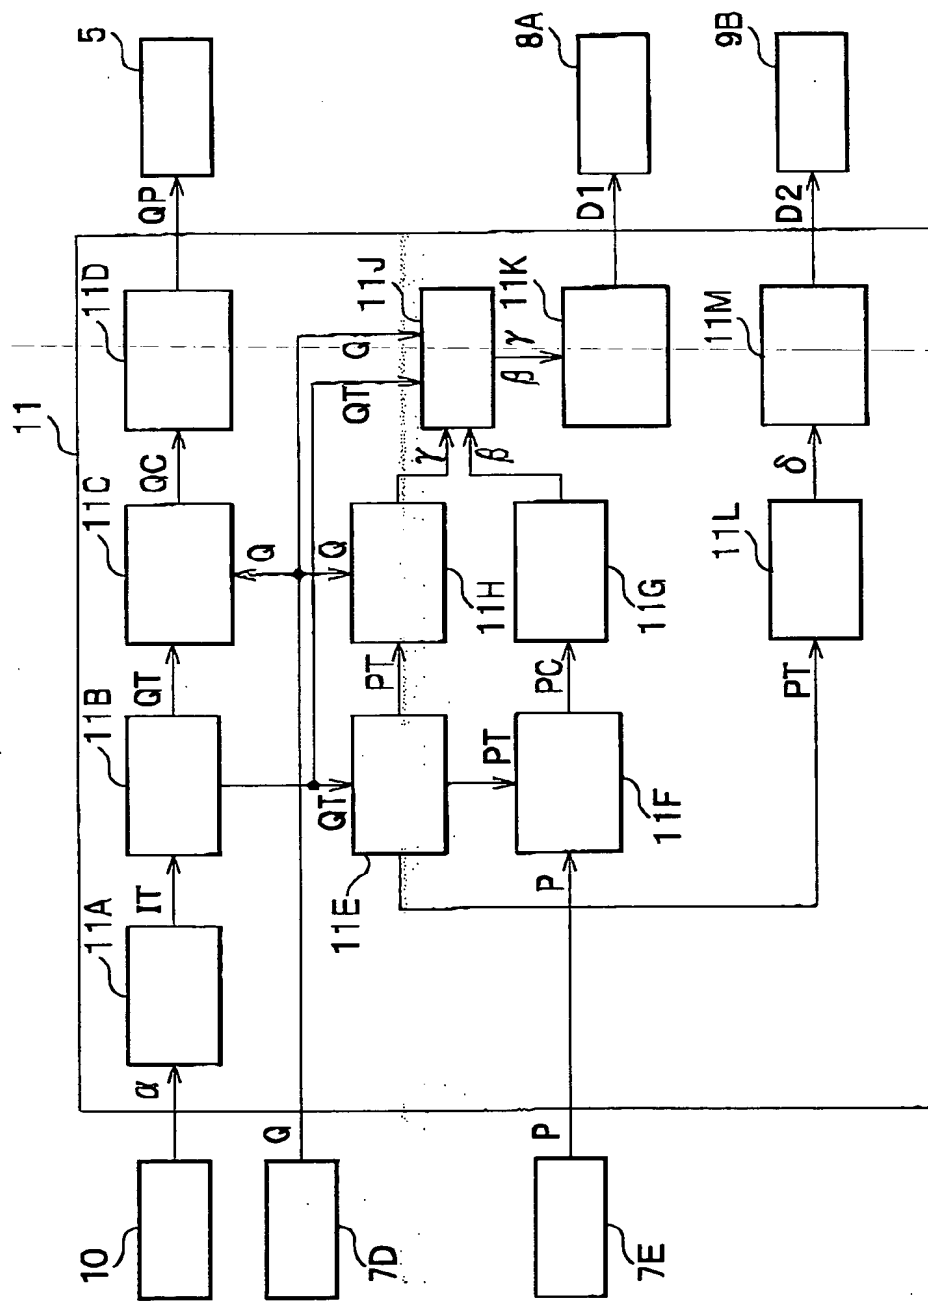 5
8A
9B
QP
D1
D2
11
11D
11J
11K
11M
Q
QT
γ
β
QC
γ
β
δ
11C
Q
Q
11H
11G
11L
QT
PT
PC
PT
11B
QT
PT
11F
11E
IT
P
11A
α
Q
P
10
7D
7E